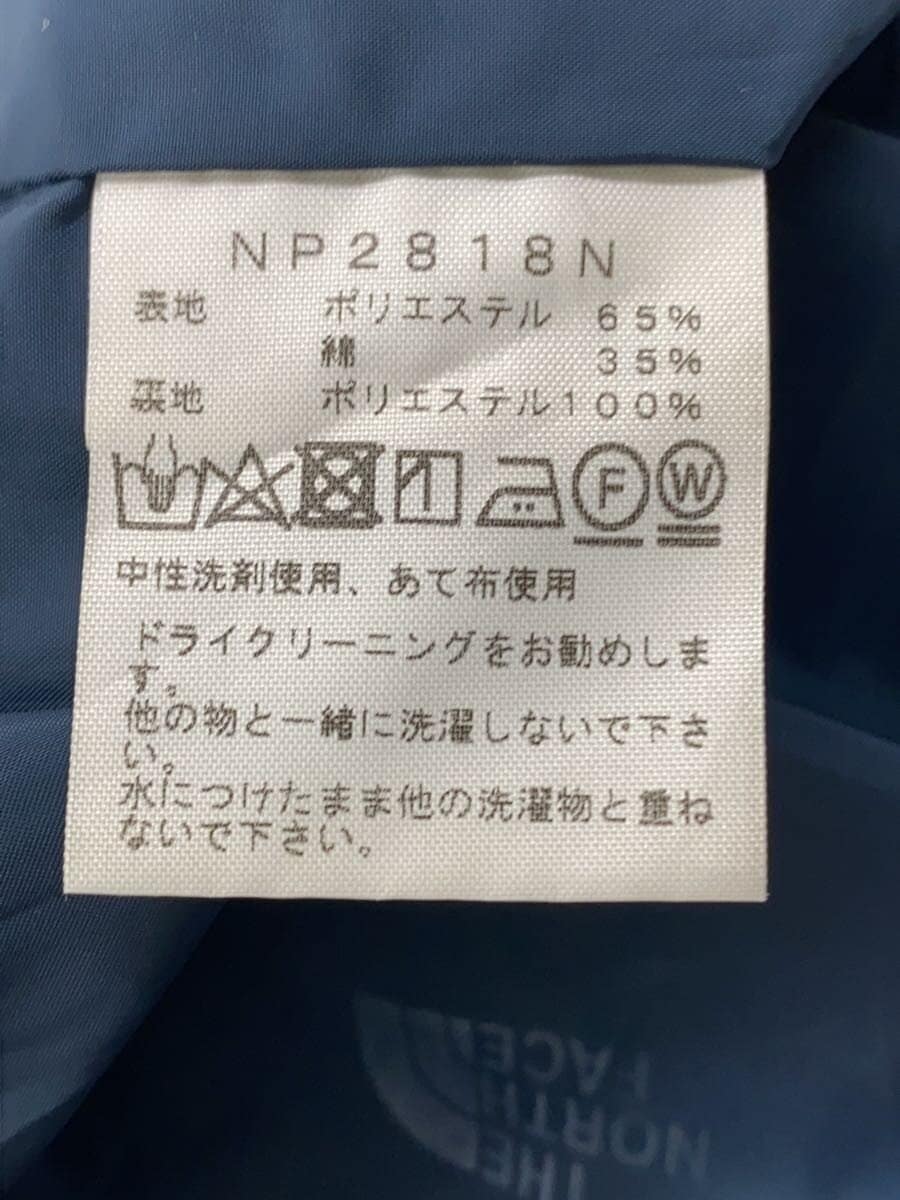 NP2818N
表地 ポリエステル 65%
綿 35%
裏地 ポリエステル100%
F W
中性洗剤使用、あて布使用
ドライクリーニングをお勧めしま
す。
他の物と一緒に洗濯しないで下さ
い。
水につけたまま他の洗濯物と重ね
ないで下さい。
THE
NORTH
FACE